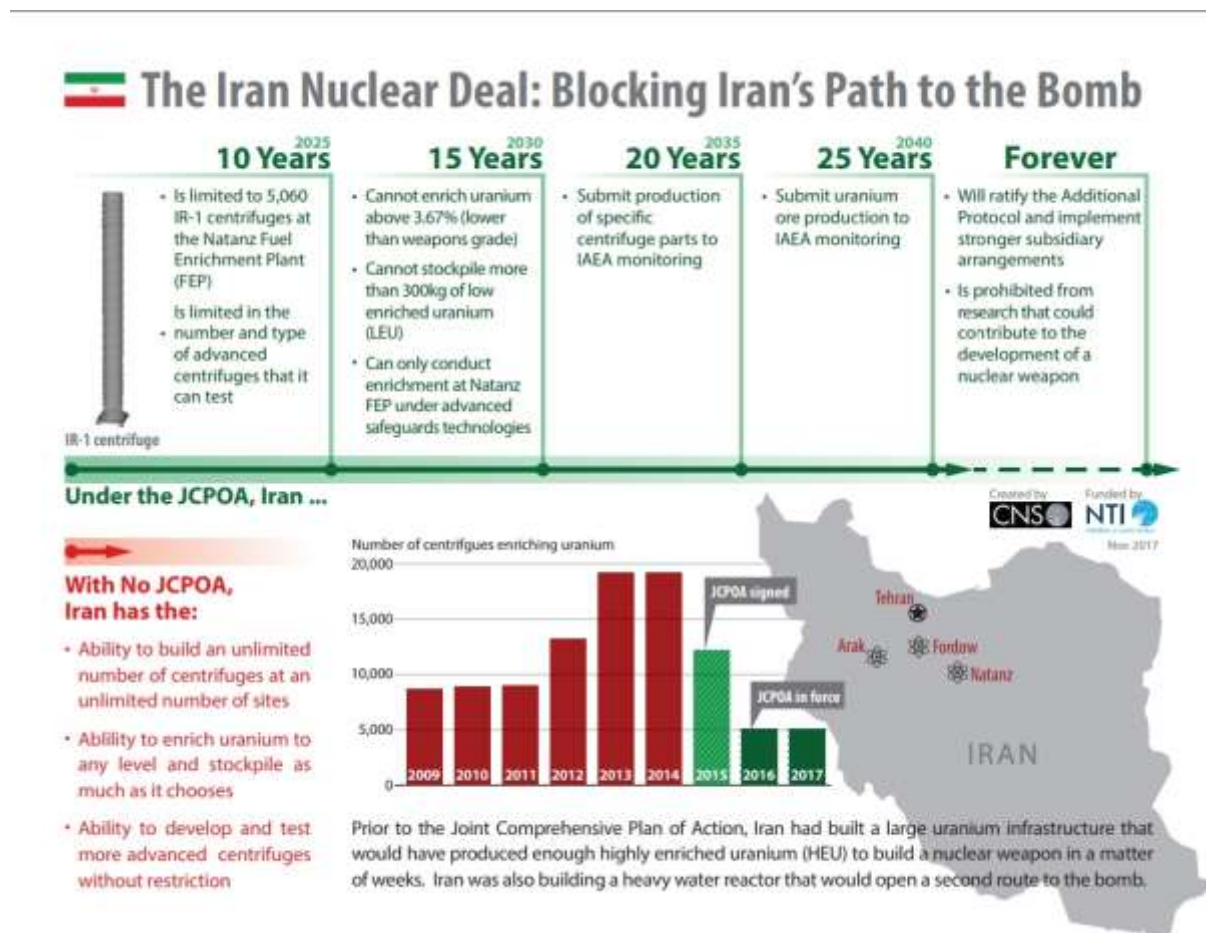 The Iran Nuclear Deal: Blocking Iran's Path to the Bomb
2025
10 Years
• Is limited to 5,060
IR-1 centrifuges at
the Natanz Fuel
Enrichment Plant
(FEP)
Is limited in the
• number and type
of advanced
centrifuges that it
can test
IR-1 centrifuge
2030
15 Years
• Cannot enrich uranium
above 3.67% (lower
than weapons grade)
• Cannot stockpile more
than 300kg of low
enriched uranium
(LEU)
• Can only conduct
enrichment at Natanz
FEP under advanced
safeguards technologies
2035
20 Years
• Submit production
of specific
centrifuge parts to
IAEA monitoring
2040
25 Years
• Submit uranium
ore production to
IAEA monitoring
Forever
• Will ratify the Additional
Protocol and implement
stronger subsidiary
arrangements
• Is prohibited from
research that could
contribute to the
development of a
nuclear weapon
Under the JCPOA, Iran ...
Created by
CNS
Funded by
NTI
Nov 2017
With No JCPOA,
Iran has the:
• Ability to build an unlimited
number of centrifuges at an
unlimited number of sites
• Ablility to enrich uranium to
any level and stockpile as
much as it chooses
• Ability to develop and test
more advanced centrifuges
without restriction
Number of centrifgues enriching uranium
20,000
15,000
10,000
5,000
0
2009 2010 2011 2012 2013 2014 2015 2016 2017
JCPOA signed
JCPOA in force
Tehran
Arak
Fordow
Natanz
IRAN
Prior to the Joint Comprehensive Plan of Action, Iran had built a large uranium infrastructure that
would have produced enough highly enriched uranium (HEU) to build a nuclear weapon in a matter
of weeks. Iran was also building a heavy water reactor that would open a second route to the bomb.